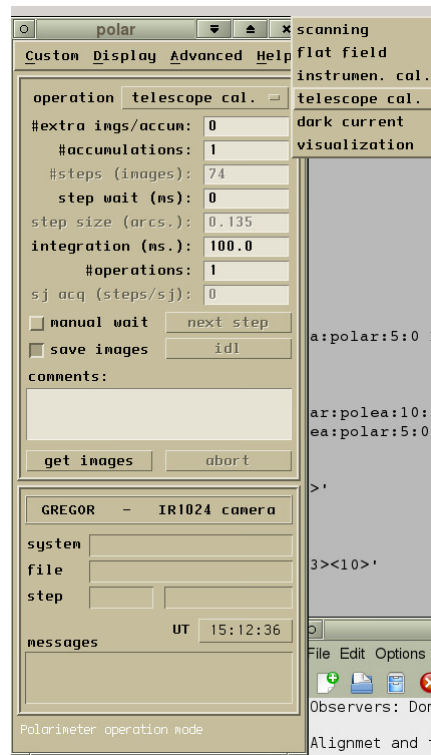 polar
Custom Display Advanced Help
operation telescope cal.
#extra imgs/accum: 0
#accumulations: 1
#steps (images): 74
step wait (ms): 0
step size (arcs.): 0.135
integration (ms.): 100.0
#operations: 1
sj acq (steps/sj): 0
manual wait next step
save images idl
comments:
get images abort
GREGOR - IR1024 camera
system
file
step
UT 15:12:36
messages
Polarimeter operation mode
scanning
flat field
instrumen. cal.
telescope cal.
dark current
visualization
a:polar:5:0
ar:polea:10:
ea:polar:5:0
>'
3><10>'
File Edit Options
Observers: Don
Alignmet and